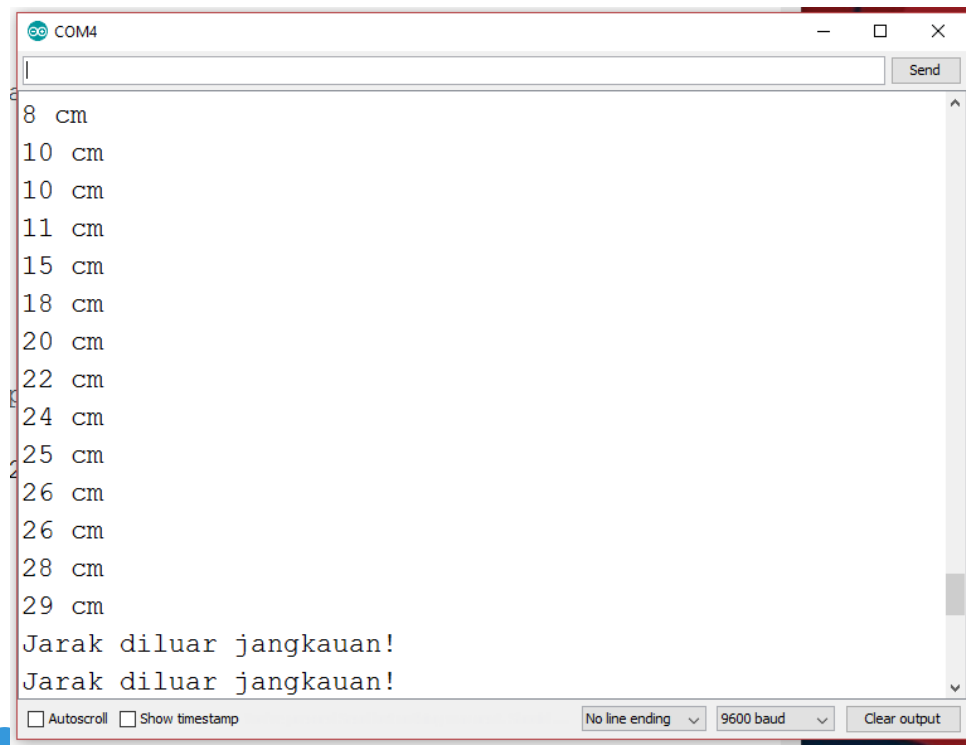 COM4
Send
8 cm
10 cm
10 cm
11 cm
15 cm
18 cm
20 cm
22 cm
24 cm
25 cm
26 cm
26 cm
28 cm
29 cm
Jarak diluar jangkauan!
Jarak diluar jangkauan!
Autoscroll Show timestamp No line ending 9600 baud Clear output